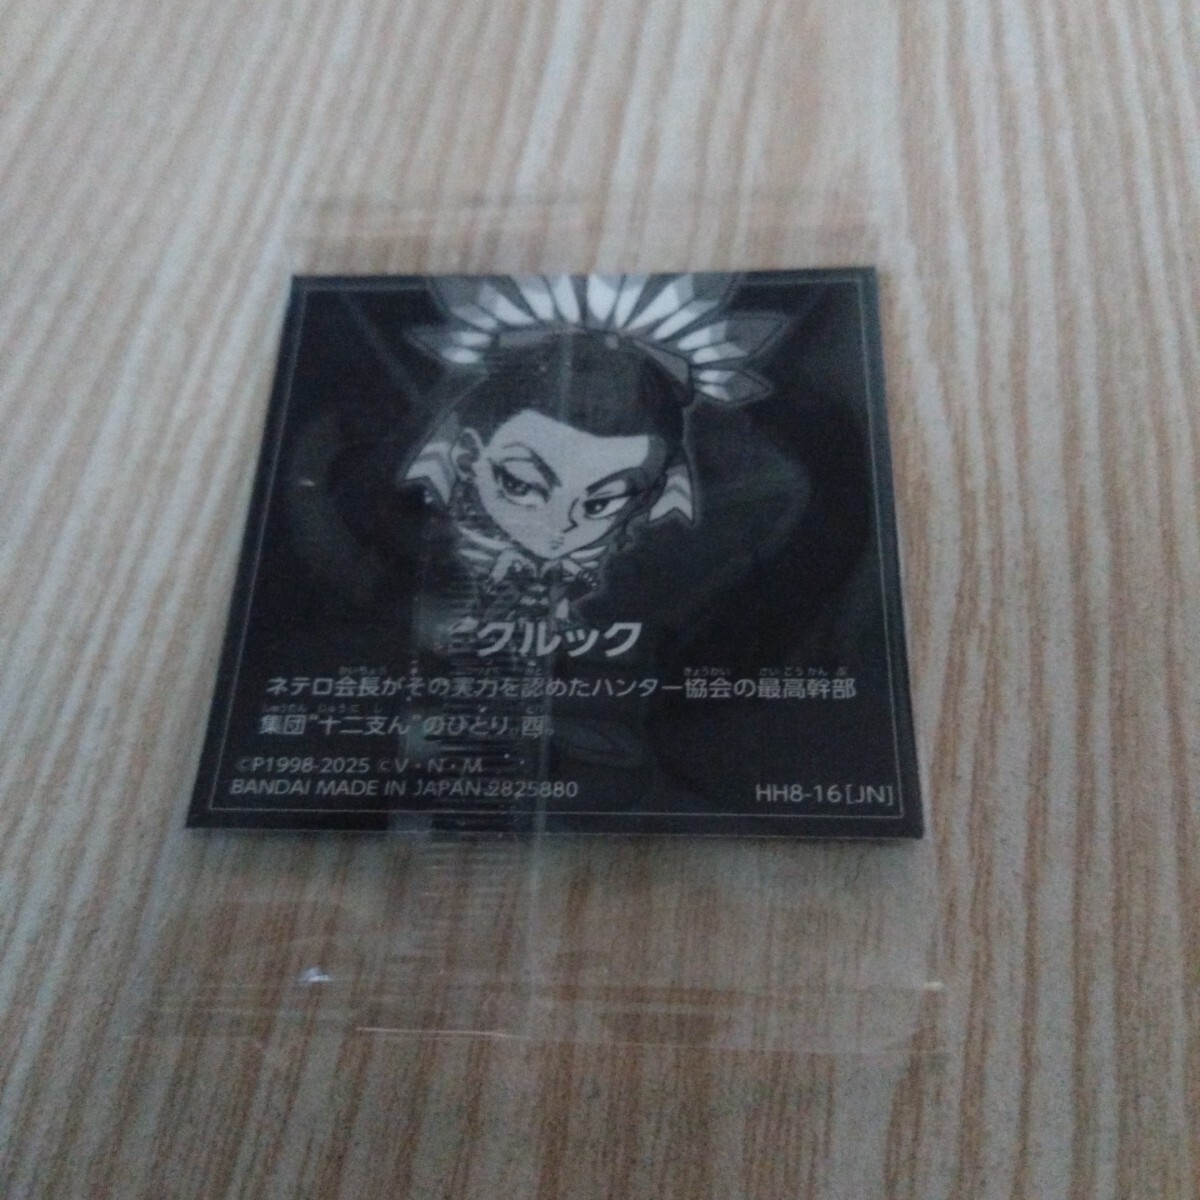 クルック
ネテロ会長がその実力を認めたハンター協会の最高幹部
集団“十二支ん”のひとり。酉。
©P1998-2025 ©V・N・M
BANDAI MADE IN JAPAN 2825880
HH8-16[JN]